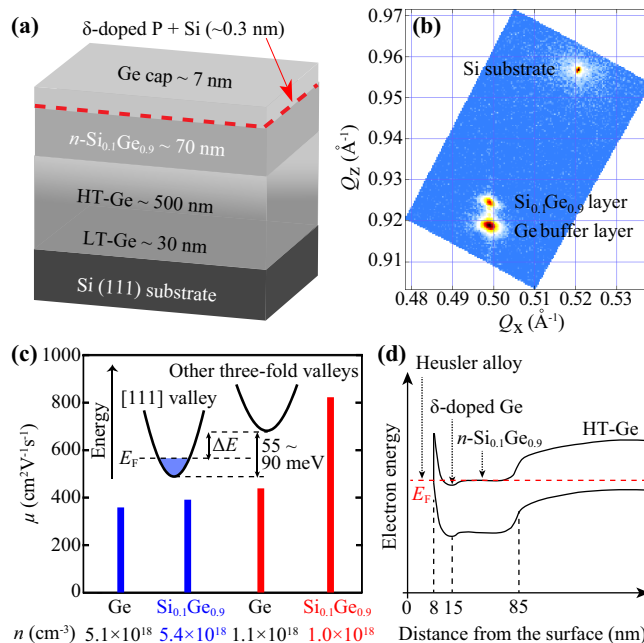 (a)
δ-doped P + Si (~0.3 nm)
Ge cap ~ 7 nm
n-Si0.1Ge0.9 ~ 70 nm
HT-Ge ~ 500 nm
LT-Ge ~ 30 nm
Si (111) substrate
(b)
0.97
0.96
0.95
0.94
0.93
0.92
0.91
QZ (Å-1)
Si substrate
Si0.1Ge0.9 layer
Ge buffer layer
0.48 0.49 0.50 0.51 0.52 0.53
QX (Å-1)
(c)
1000
800
600
400
200
0
μ (cm2V-1s-1)
Other three-fold valleys
[111] valley
Energy
EF
ΔE
55 ~
90 meV
Ge Si0.1Ge0.9 Ge Si0.1Ge0.9
n (cm-3) 5.1×1018 5.4×1018 1.1×1018 1.0×1018
(d)
Heusler alloy
δ-doped Ge
n-Si0.1Ge0.9
HT-Ge
EF
Electron energy
0 8 15 85
Distance from the surface (nm)